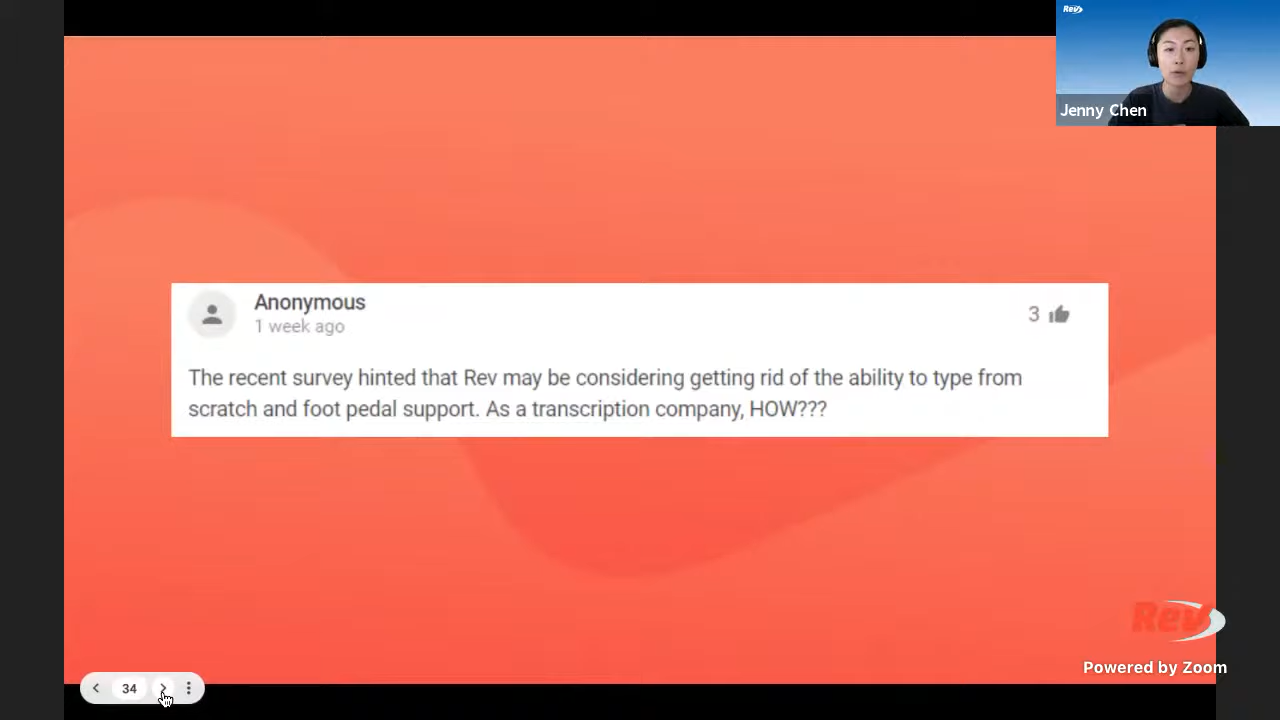 Rev
Jenny Chen
Anonymous
1 week ago
3
The recent survey hinted that Rev may be considering getting rid of the ability to type from
scratch and foot pedal support. As a transcription company, HOW???
Rev
Powered by Zoom
34